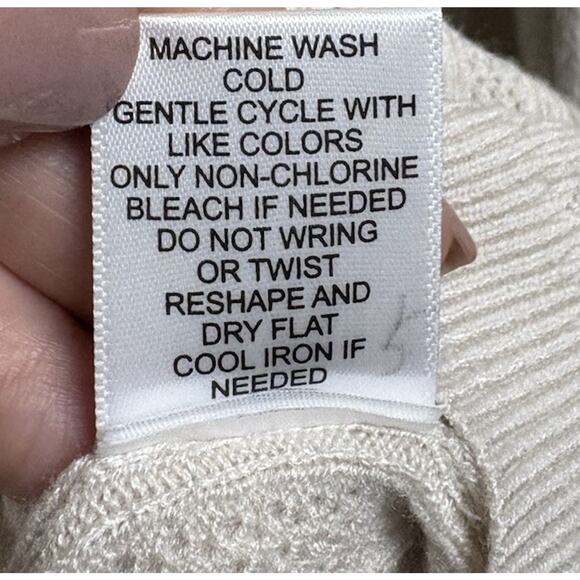 MACHINE WASH
COLD
GENTLE CYCLE WITH
LIKE COLORS
ONLY NON-CHLORINE
BLEACH IF NEEDED
DO NOT WRING
OR TWIST
RESHAPE AND
DRY FLAT
COOL IRON IF
NEEDED